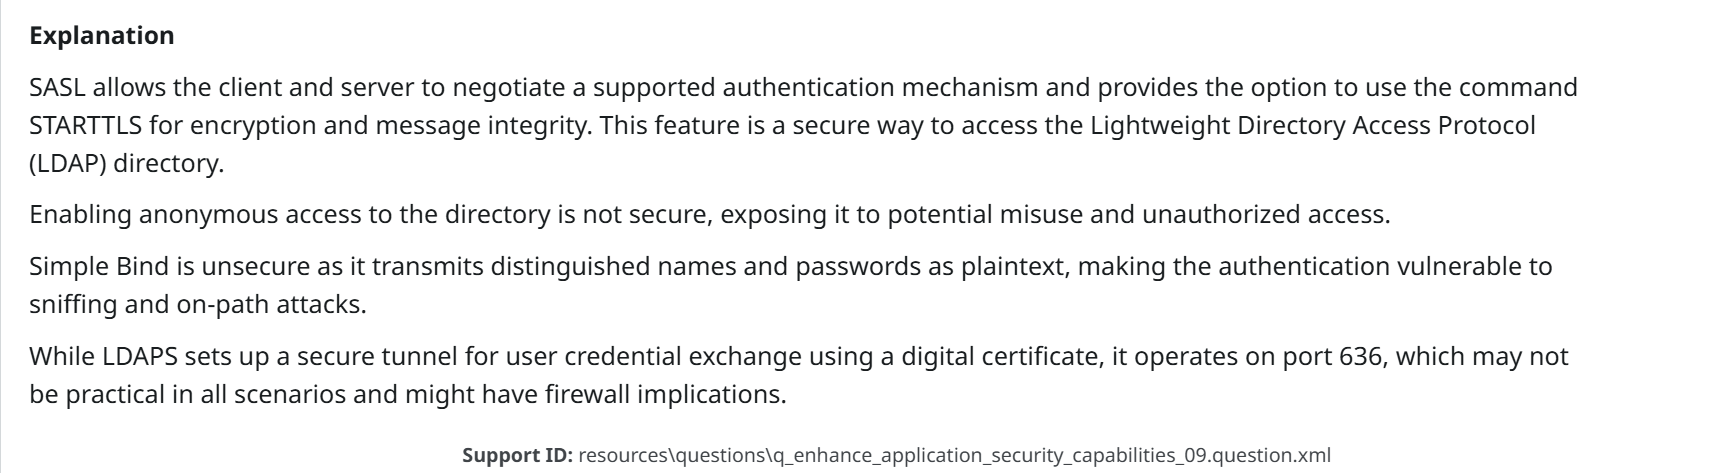 Explanation
SASL allows the client and server to negotiate a supported authentication mechanism and provides the option to use the command
STARTTLS for encryption and message integrity. This feature is a secure way to access the Lightweight Directory Access Protocol
(LDAP) directory.
Enabling anonymous access to the directory is not secure, exposing it to potential misuse and unauthorized access.
Simple Bind is unsecure as it transmits distinguished names and passwords as plaintext, making the authentication vulnerable to
sniffing and on-path attacks.
While LDAPS sets up a secure tunnel for user credential exchange using a digital certificate, it operates on port 636, which may not
be practical in all scenarios and might have firewall implications.
Support ID: resources\questions\q_enhance_application_security_capabilities_09.question.xml